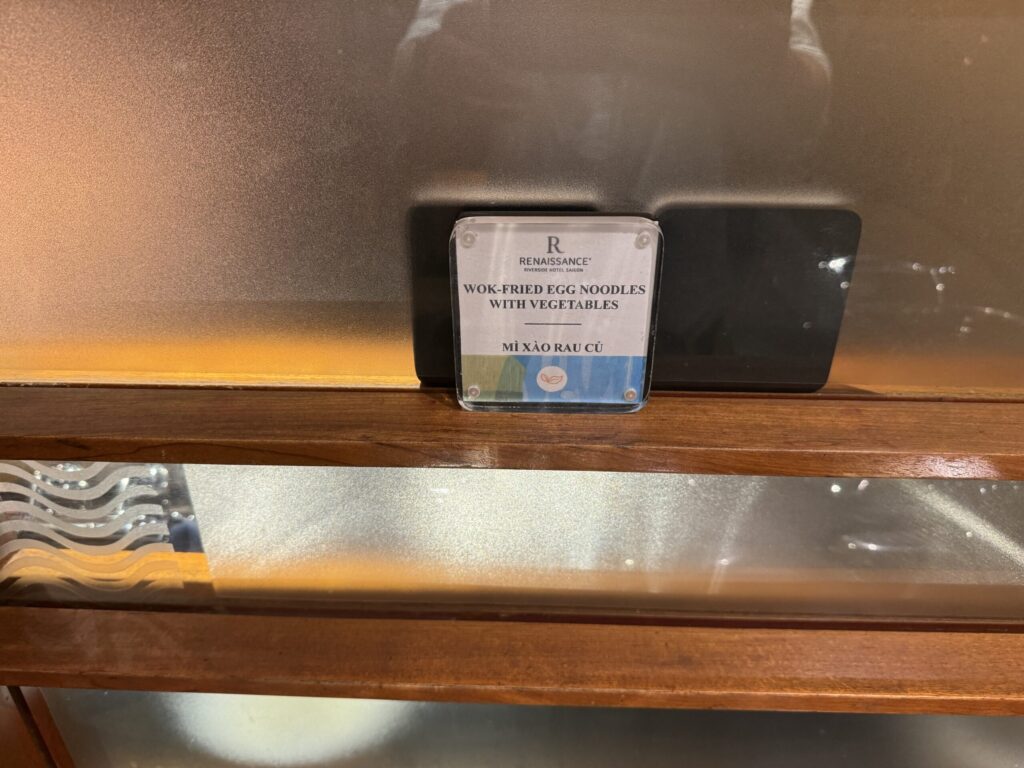 R
RENAISSANCE®
RIVERSIDE HOTEL SAIGON
WOK-FRIED EGG NOODLES
WITH VEGETABLES
MÌ XÀO RAU CỦ